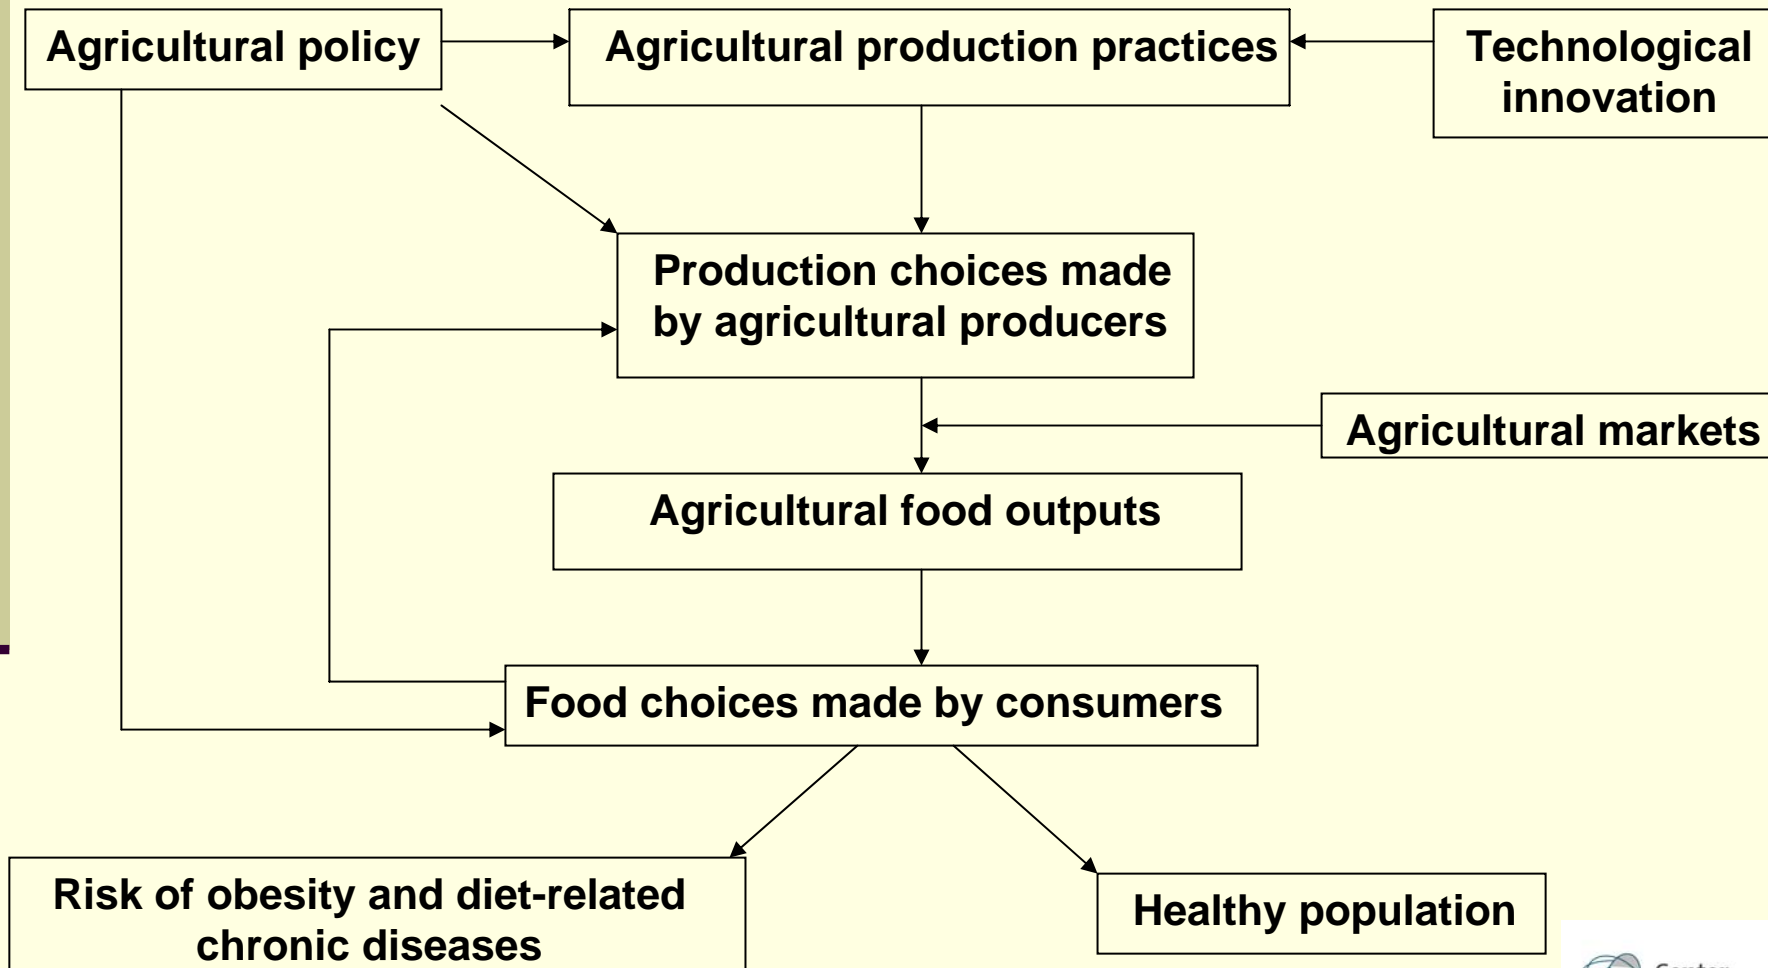 Agricultural policy
Agricultural production practices
Technological
innovation
Production choices made
by agricultural producers
Agricultural markets
Agricultural food outputs
Food choices made by consumers
Risk of obesity and diet-related
chronic diseases
Healthy population